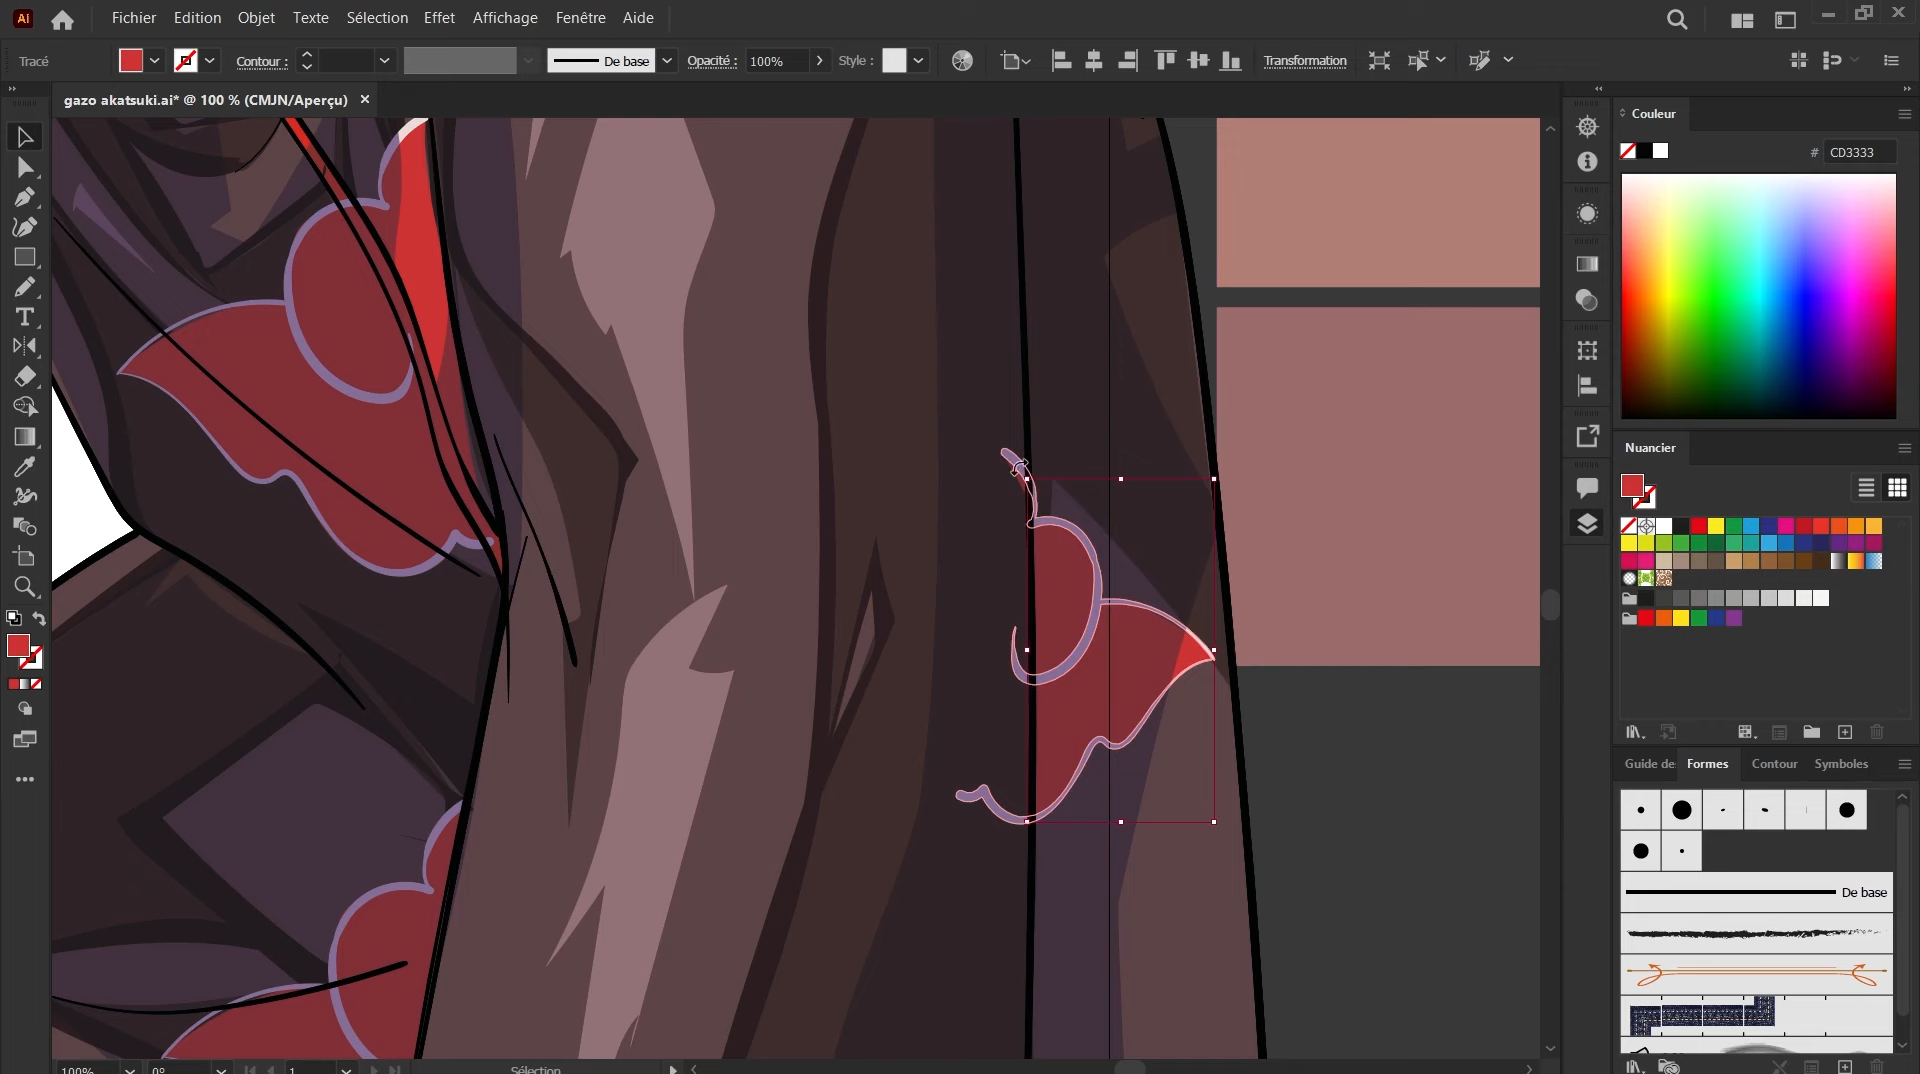 Ai Fichier Edition Objet Texte Sélection Effet Affichage Fenêtre Aide
Tracé Contour : De base Opacité : 100% Style : Transformation
gazo akatsuki.ai* @ 100 % (CMJN/Aperçu)
Couleur
# CD3333
Nuancier
Guide de Formes Contour Symboles
De base
100% 0° 1 Sélection